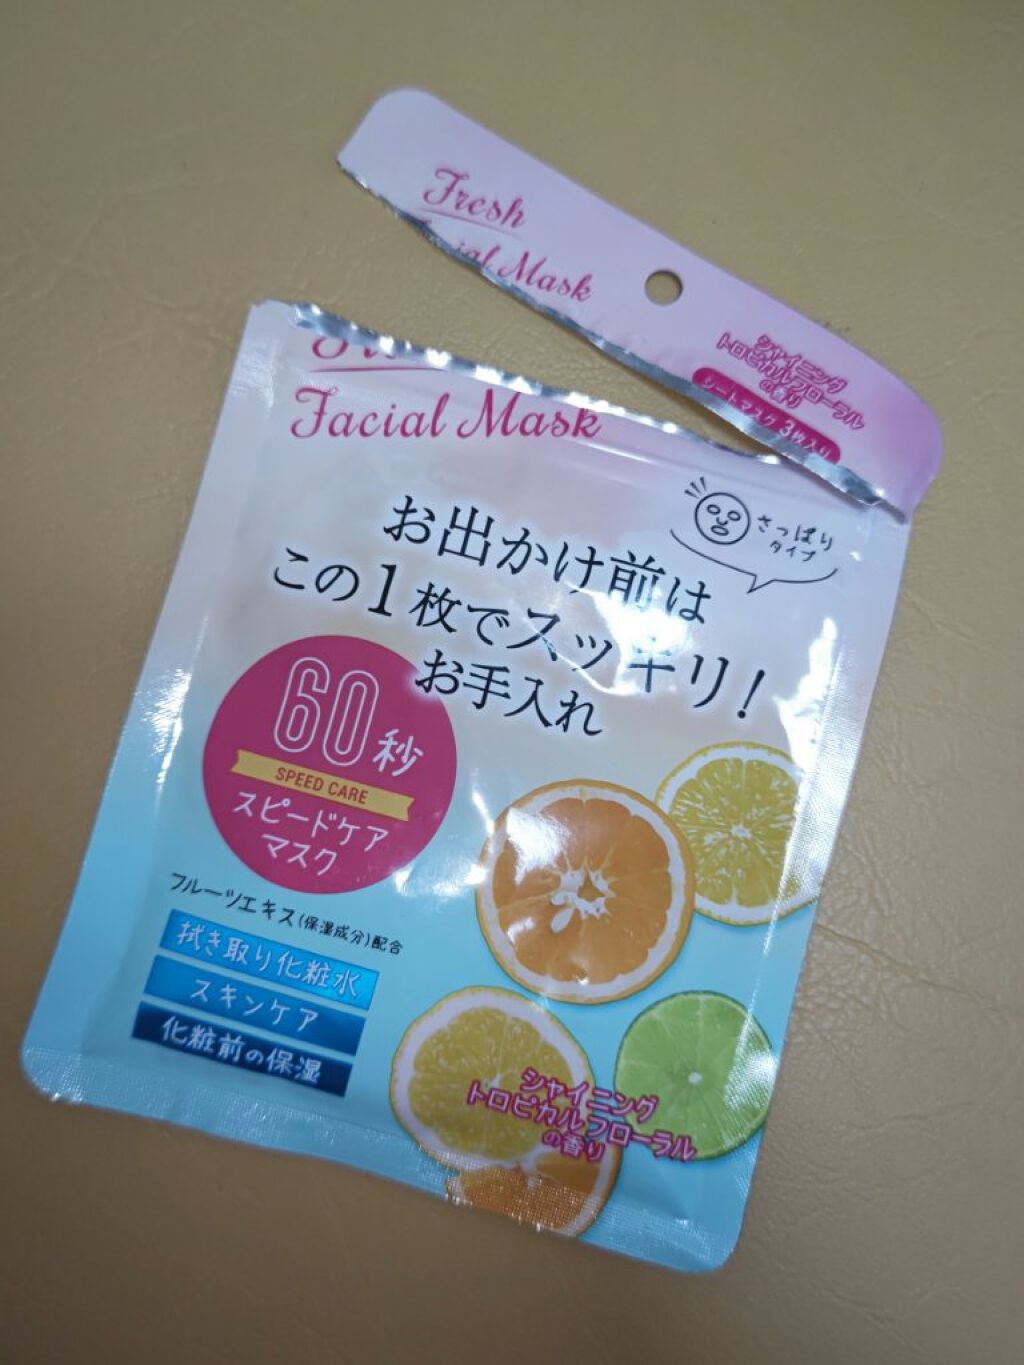 Fresh
Facial Mask
シャイニング
トロピカルフローラル
の香り
シートマスク 3枚入り
Facial Mask
さっぱり
タイプ
お出かけ前は
この1枚でスッキリ!
お手入れ
60秒
SPEED CARE
スピードケア
マスク
フルーツエキス(保湿成分)配合
拭き取り化粧水
スキンケア
化粧前の保湿
シャイニング
トロピカルフローラル
の香り